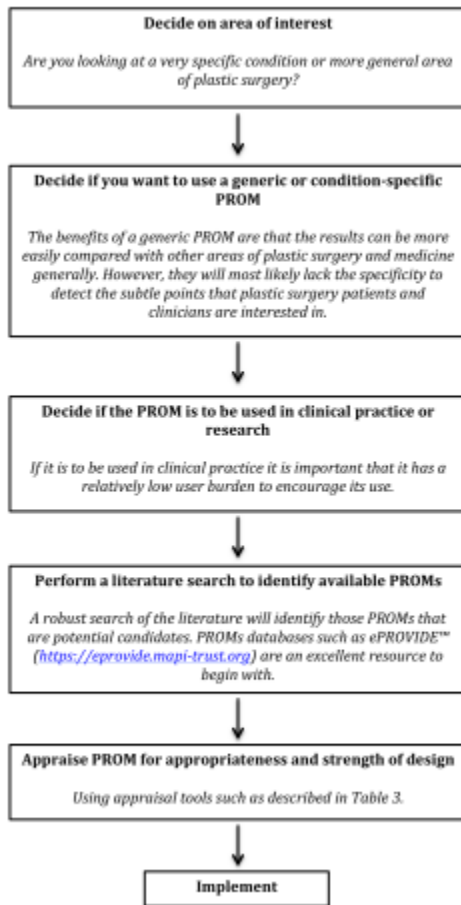 Decide on area of interest
Are you looking at a very specific condition or more general area
of plastic surgery?
Decide if you want to use a generic or condition-specific
PROM
The benefits of a generic PROM are that the results can be more
easily compared with other areas of plastic surgery and medicine
generally. However, they will most likely lack the specificity to
detect the subtle points that plastic surgery patients and
clinicians are interested in.
Decide if the PROM is to be used in clinical practice or
research
If it is to be used in clinical practice it is important that it has a
relatively low user burden to encourage its use.
Perform a literature search to identify available PROMs
A robust search of the literature will identify those PROMs that
are potential candidates. PROMs databases such as ePROVIDE™
(https://eprovide.mapi-trust.org) are an excellent resource to
begin with.
Appraise PROM for appropriateness and strength of design
Using appraisal tools such as described in Table 3.
Implement